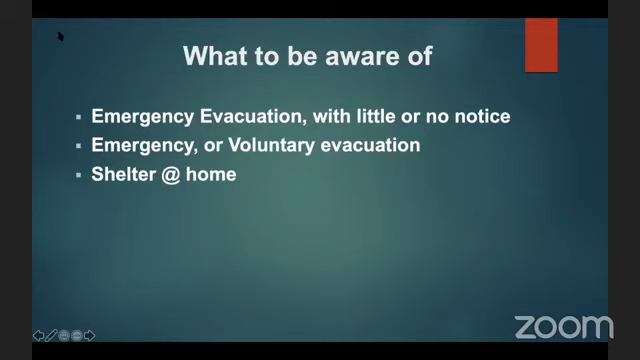 What to be aware of
Emergency Evacuation, with little or no notice
Emergency, or Voluntary evacuation
Shelter @ home
zoom